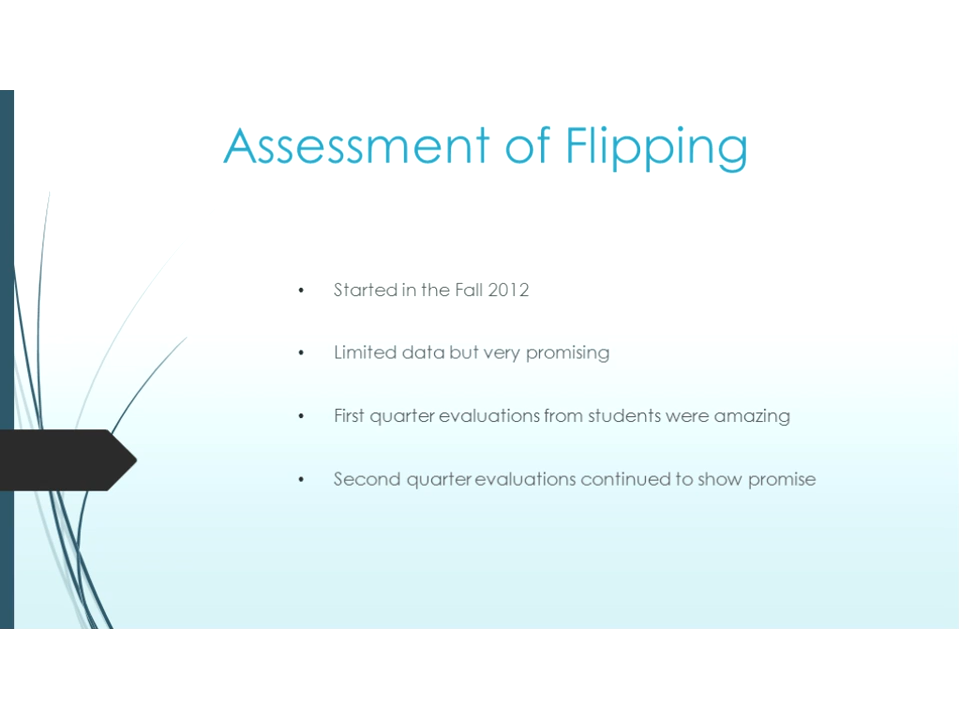 Assessment of Flipping
• Started in the Fall 2012
• Limited data but very promising
• First quarter evaluations from students were amazing
• Second quarter evaluations continued to show promise